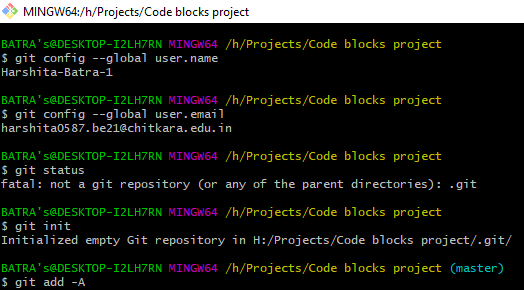 MINGW64:/h/Projects/Code blocks project
BATRA's@DESKTOP-I2LH7RN MINGW64 /h/Projects/Code blocks project
$ git config --global user.name
Harshita-Batra-1
BATRA's@DESKTOP-I2LH7RN MINGW64 /h/Projects/Code blocks project
$ git config --global user.email
harshita0587.be21@chitkara.edu.in
BATRA's@DESKTOP-I2LH7RN MINGW64 /h/Projects/Code blocks project
$ git status
fatal: not a git repository (or any of the parent directories): .git
BATRA's@DESKTOP-I2LH7RN MINGW64 /h/Projects/Code blocks project
$ git init
Initialized empty Git repository in H:/Projects/Code blocks project/.git/
BATRA's@DESKTOP-I2LH7RN MINGW64 /h/Projects/Code blocks project (master)
$ git add -A